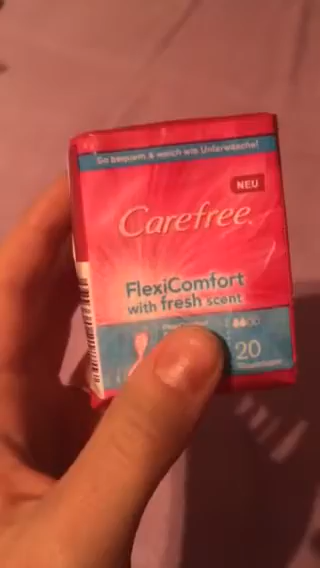 So bequem & weich wie Unterwäsche!
NEU
Carefree
FlexiComfort
with fresh scent
20